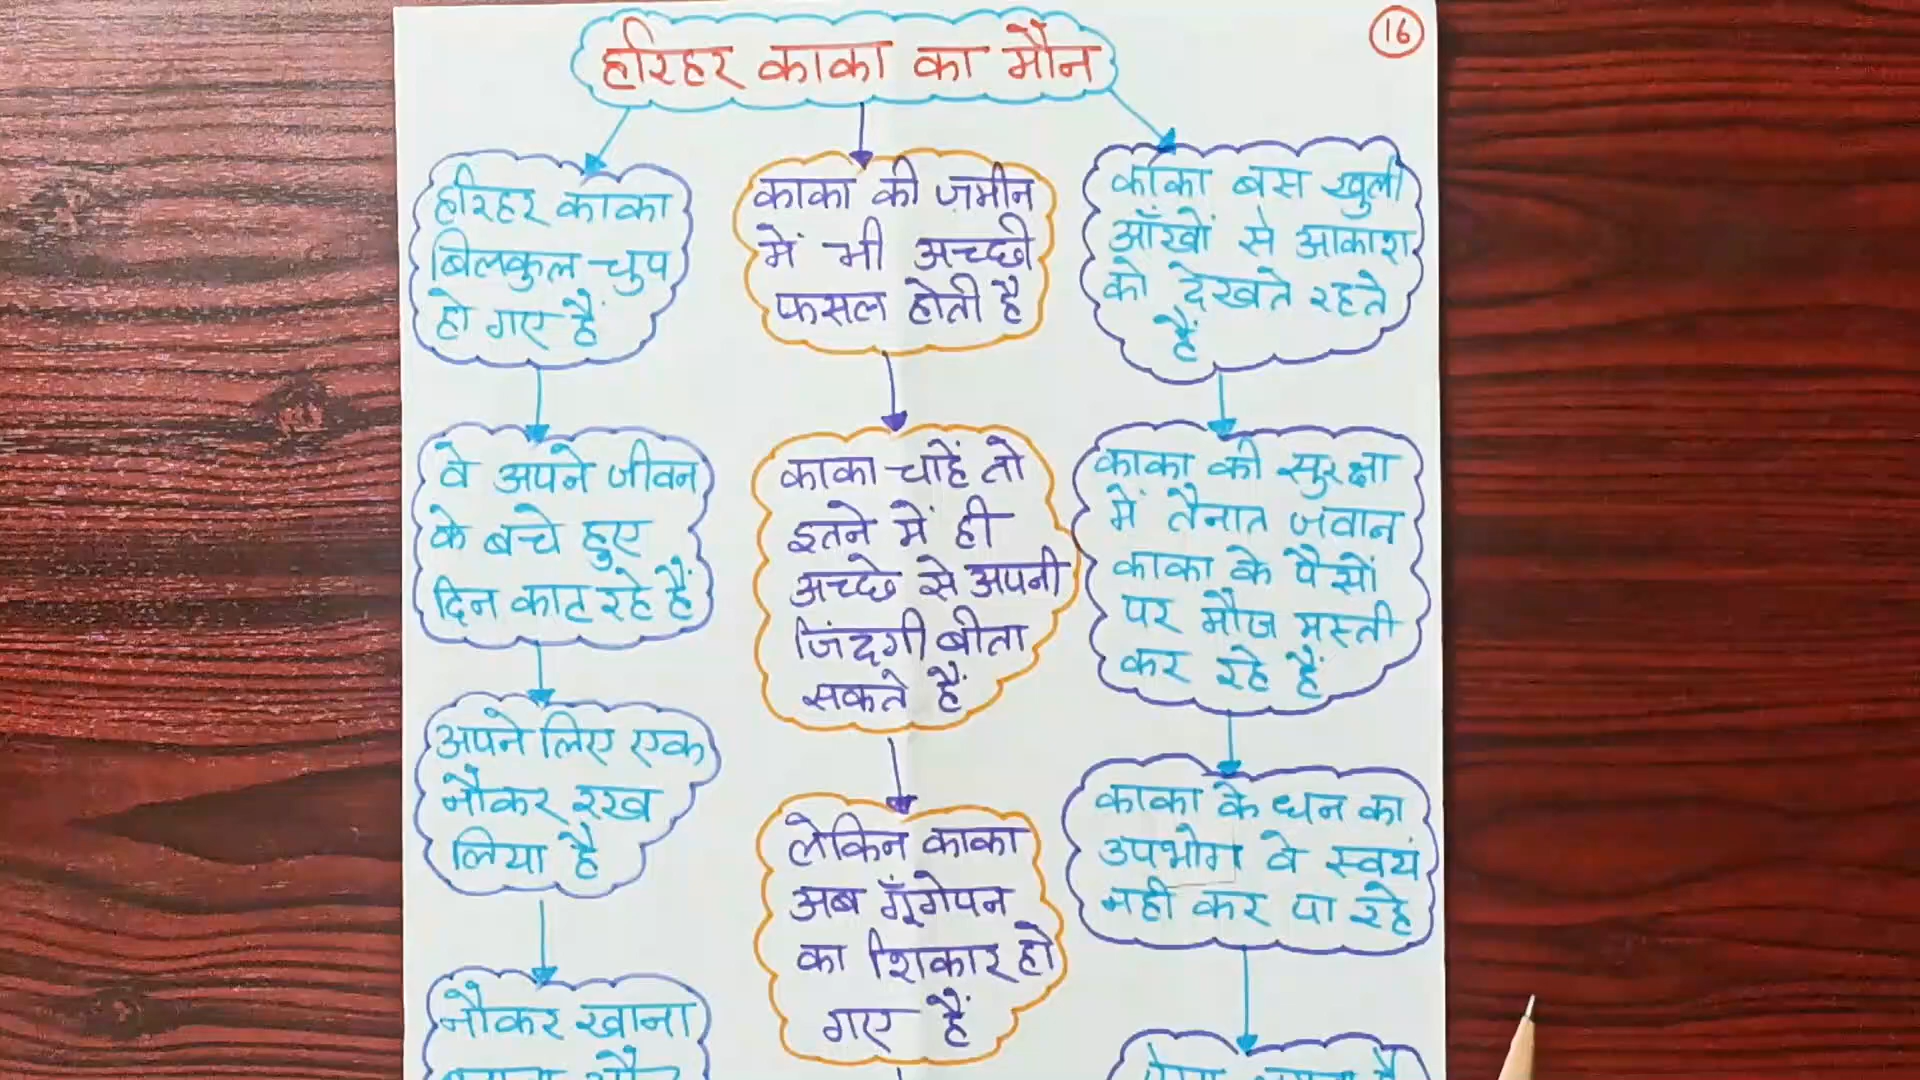 हरिहर काका का मौन
16
हरिहर काका
बिलकुल चुप
हो गए हैं
वे अपने जीवन
के बचे हुए
दिन काट रहे हैं
अपने लिए एक
नौकर रख
लिया है
नौकर खाना
काका की ज़मीन
में भी अच्छी
फसल होती है
काका चाहें तो
इतने में ही
अच्छे से अपनी
जिंदगी बीता
सकते हैं
लेकिन काका
अब गूँगेपन
का शिकार हो
गए हैं
काका बस खुली
आँखों से आकाश
को देखते रहते
हैं
काका की सुरक्षा
में तैनात जवान
काका के पैसों
पर मौज मस्ती
कर रहे हैं
काका के धन का
उपभोग वे स्वयं
नही कर पा रहे